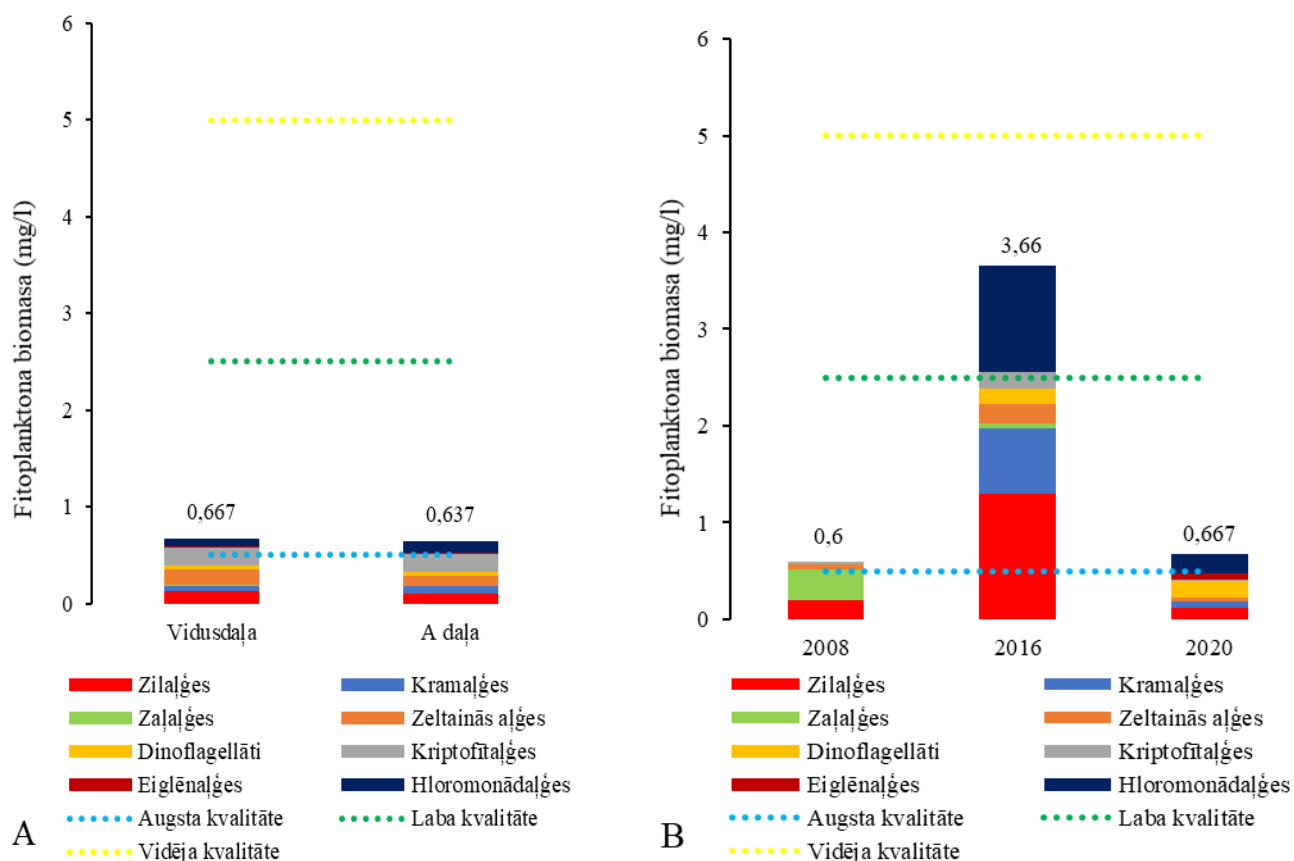 Fitoplanktona biomasa (mg/l)
6
5
4
3
2
1
0
0,667
0,637
Vidusdaļa
A daļa
Zilaļģes
Kramaļģes
Zaļaļģes
Zeltainās aļģes
Dinoflagellāti
Kriptofītaļģes
Eiglēnaļģes
Hloromonādaļģes
Augsta kvalitāte
Laba kvalitāte
Vidēja kvalitāte
A
Fitoplanktona biomasa (mg/l)
6
5
4
3
2
1
0
0,6
3,66
0,667
2008
2016
2020
Zilaļģes
Kramaļģes
Zaļaļģes
Zeltainās aļģes
Dinoflagellāti
Kriptofītaļģes
Eiglēnaļģes
Hloromonādaļģes
Augsta kvalitāte
Laba kvalitāte
Vidēja kvalitāte
B